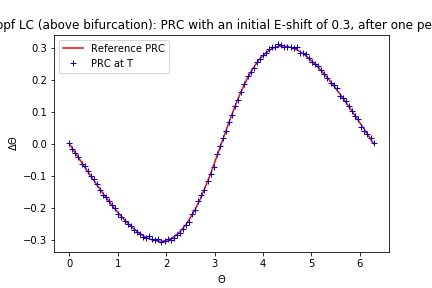 opf LC (above bifurcation): PRC with an initial E-shift of 0.3, after one pe
Reference PRC
PRC at T
0.3
0.2
0.1
0.0
−0.1
−0.2
−0.3
ΔΘ
0 1 2 3 4 5 6
Θ